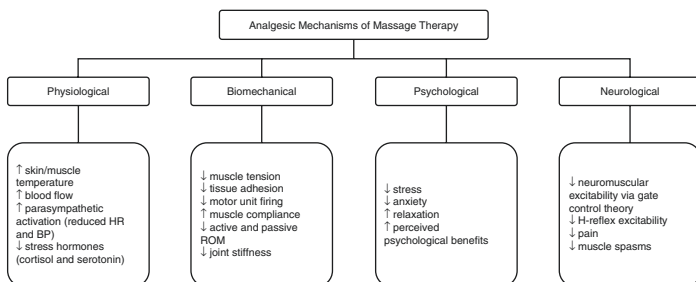 Analgesic Mechanisms of Massage Therapy
Physiological
Biomechanical
Psychological
Neurological
↑ skin/muscle
temperature
↑ blood flow
↑ parasympathetic
activation (reduced HR
and BP)
↓ stress hormones
(cortisol and serotonin)
↓ muscle tension
↓ tissue adhesion
↓ motor unit firing
↑ muscle compliance
↓ active and passive
ROM
↓ joint stiffness
↓ stress
↓ anxiety
↑ relaxation
↑ perceived
psychological benefits
↓ neuromuscular
excitability via gate
control theory
↓ H-reflex excitability
↓ pain
↓ muscle spasms